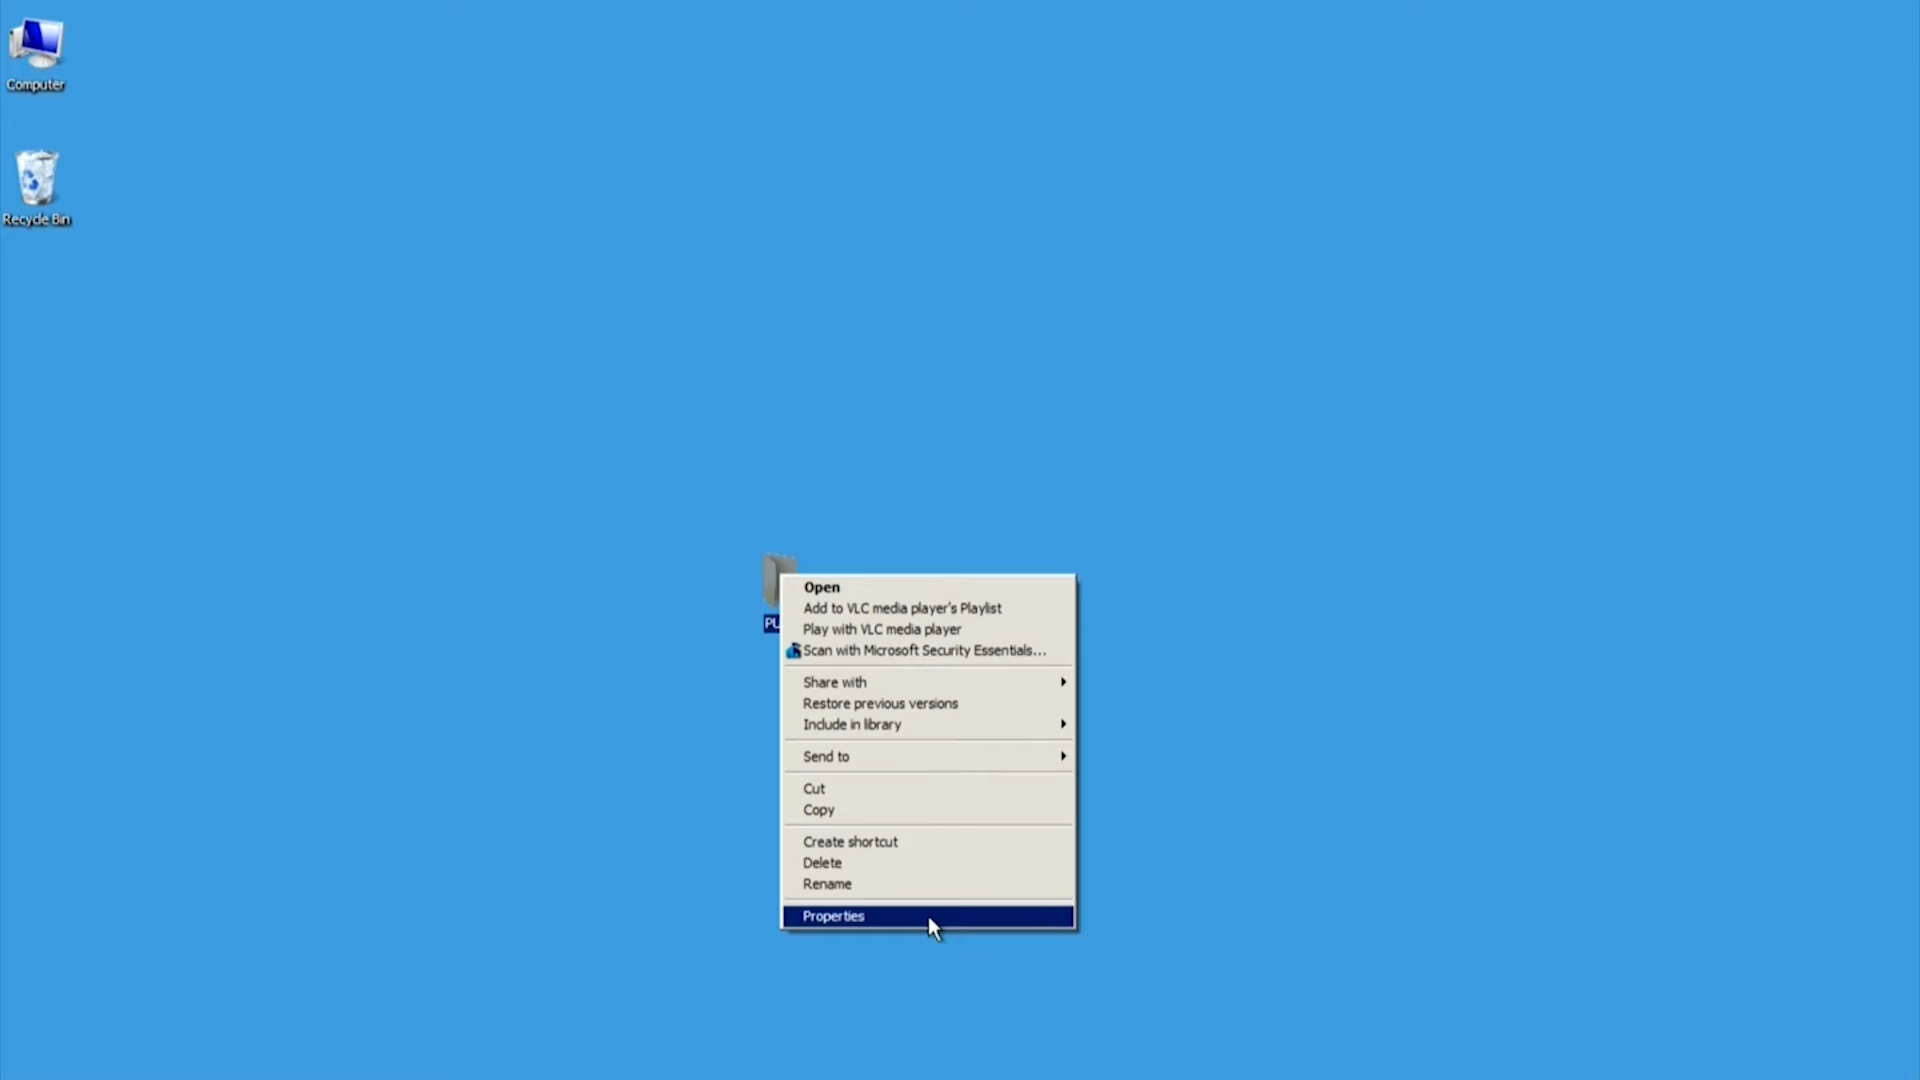 Computer
Recycle Bin
Open
Add to VLC media player's Playlist
Play with VLC media player
Scan with Microsoft Security Essentials...
Share with
Restore previous versions
Include in library
Send to
Cut
Copy
Create shortcut
Delete
Rename
Properties